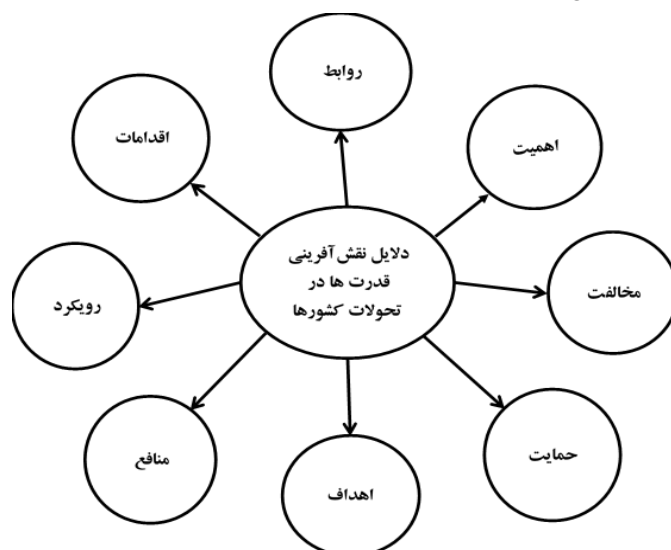 روابط
اهمیت
اقدامات
دلایل نقش‌آفرینی
قدرت ها در
تحولات کشورها
مخالفت
رویکرد
حمایت
منافع
اهداف